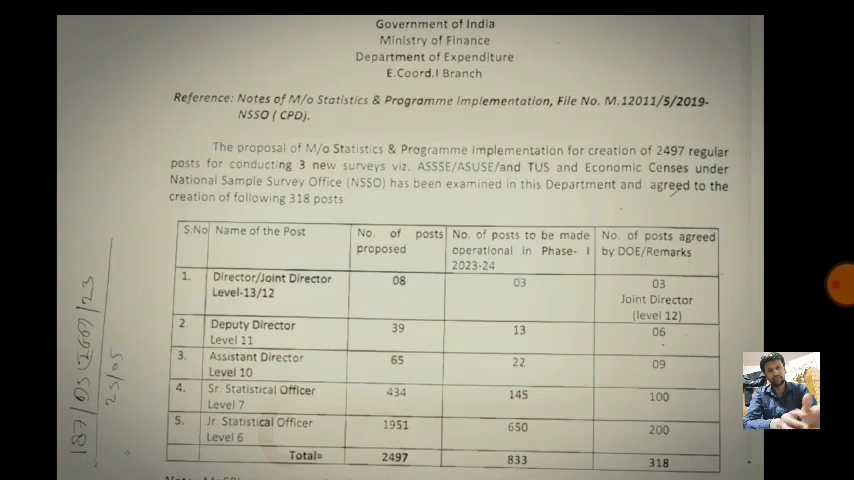 Government of India
Ministry of Finance
Department of Expenditure
E.Coord.I Branch
Reference: Notes of M/o Statistics & Programme Implementation, File No. M.12011/5/2019-
NSSO ( CPD).
The proposal of M/o Statistics & Programme Implementation for creation of 2497 regular
posts for conducting 3 new surveys viz. ASSSE/ASUSE/and TUS and Economic Censes under
National Sample Survey Office (NSSO) has been examined in this Department and agreed to the
creation of following 318 posts:
S.No Name of the Post No. of posts proposed No. of posts to be made operational in Phase- I 2023-24 No. of posts agreed by DOE/Remarks
1. Director/Joint Director Level-13/12 08 03 03 Joint Director (level 12)
2. Deputy Director Level 11 39 13 06
3. Assistant Director Level 10 65 22 09
4. Sr. Statistical Officer Level 7 434 145 100
5. Jr. Statistical Officer Level 6 1951 650 200
Total= 2497 833 318
25/05